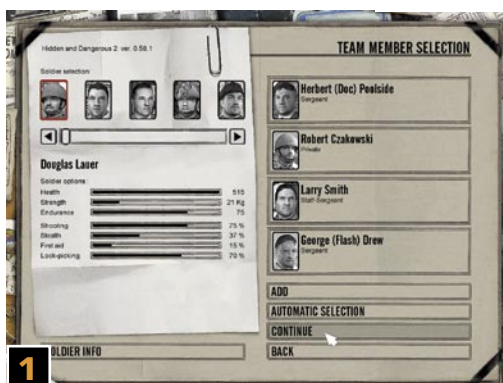 Hidden and Dangerous 2 ver. 0.58.1
Soldier selection:
Douglas Lauer
Soldier options:
Health 515
Strength 21 Kg
Endurance 75
Shooting 75 %
Stealth 37 %
First aid 15 %
Lock-picking 70 %
OLDIER INFO
TEAM MEMBER SELECTION
Herbert (Doc) Poolside
Sergeant
Robert Czakowski
Private
Larry Smith
Staff-Sergeant
George (Flash) Drew
Sergeant
ADD
AUTOMATIC SELECTION
CONTINUE
BACK
1